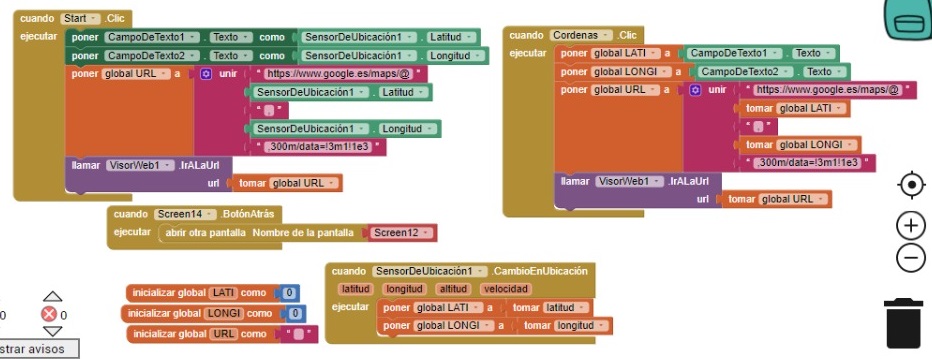 cuando Start .Clic
ejecutar poner CampoDeTexto1 . Texto como SensorDeUbicación1 . Latitud
poner CampoDeTexto2 . Texto como SensorDeUbicación1 . Longitud
poner global URL a unir " https://www.google.es/maps/@ "
SensorDeUbicación1 . Latitud
" , "
SensorDeUbicación1 . Longitud
" ,300m/data=!3m1!1e3 "
llamar VisorWeb1 .IrALaUrl
url tomar global URL
cuando Cordenas .Clic
ejecutar poner global LATI a CampoDeTexto1 . Texto
poner global LONGI a CampoDeTexto2 . Texto
poner global URL a unir " https://www.google.es/maps/@ "
tomar global LATI
" , "
tomar global LONGI
" ,300m/data=!3m1!1e3 "
llamar VisorWeb1 .IrALaUrl
url tomar global URL
cuando Screen14 .BotónAtrás
ejecutar abrir otra pantalla Nombre de la pantalla Screen12
inicializar global LATI como 0
inicializar global LONGI como 0
inicializar global URL como " "
cuando SensorDeUbicación1 .CambioEnUbicación
latitud longitud altitud velocidad
ejecutar poner global LATI a tomar latitud
poner global LONGI a tomar longitud
0 0
strar avisos